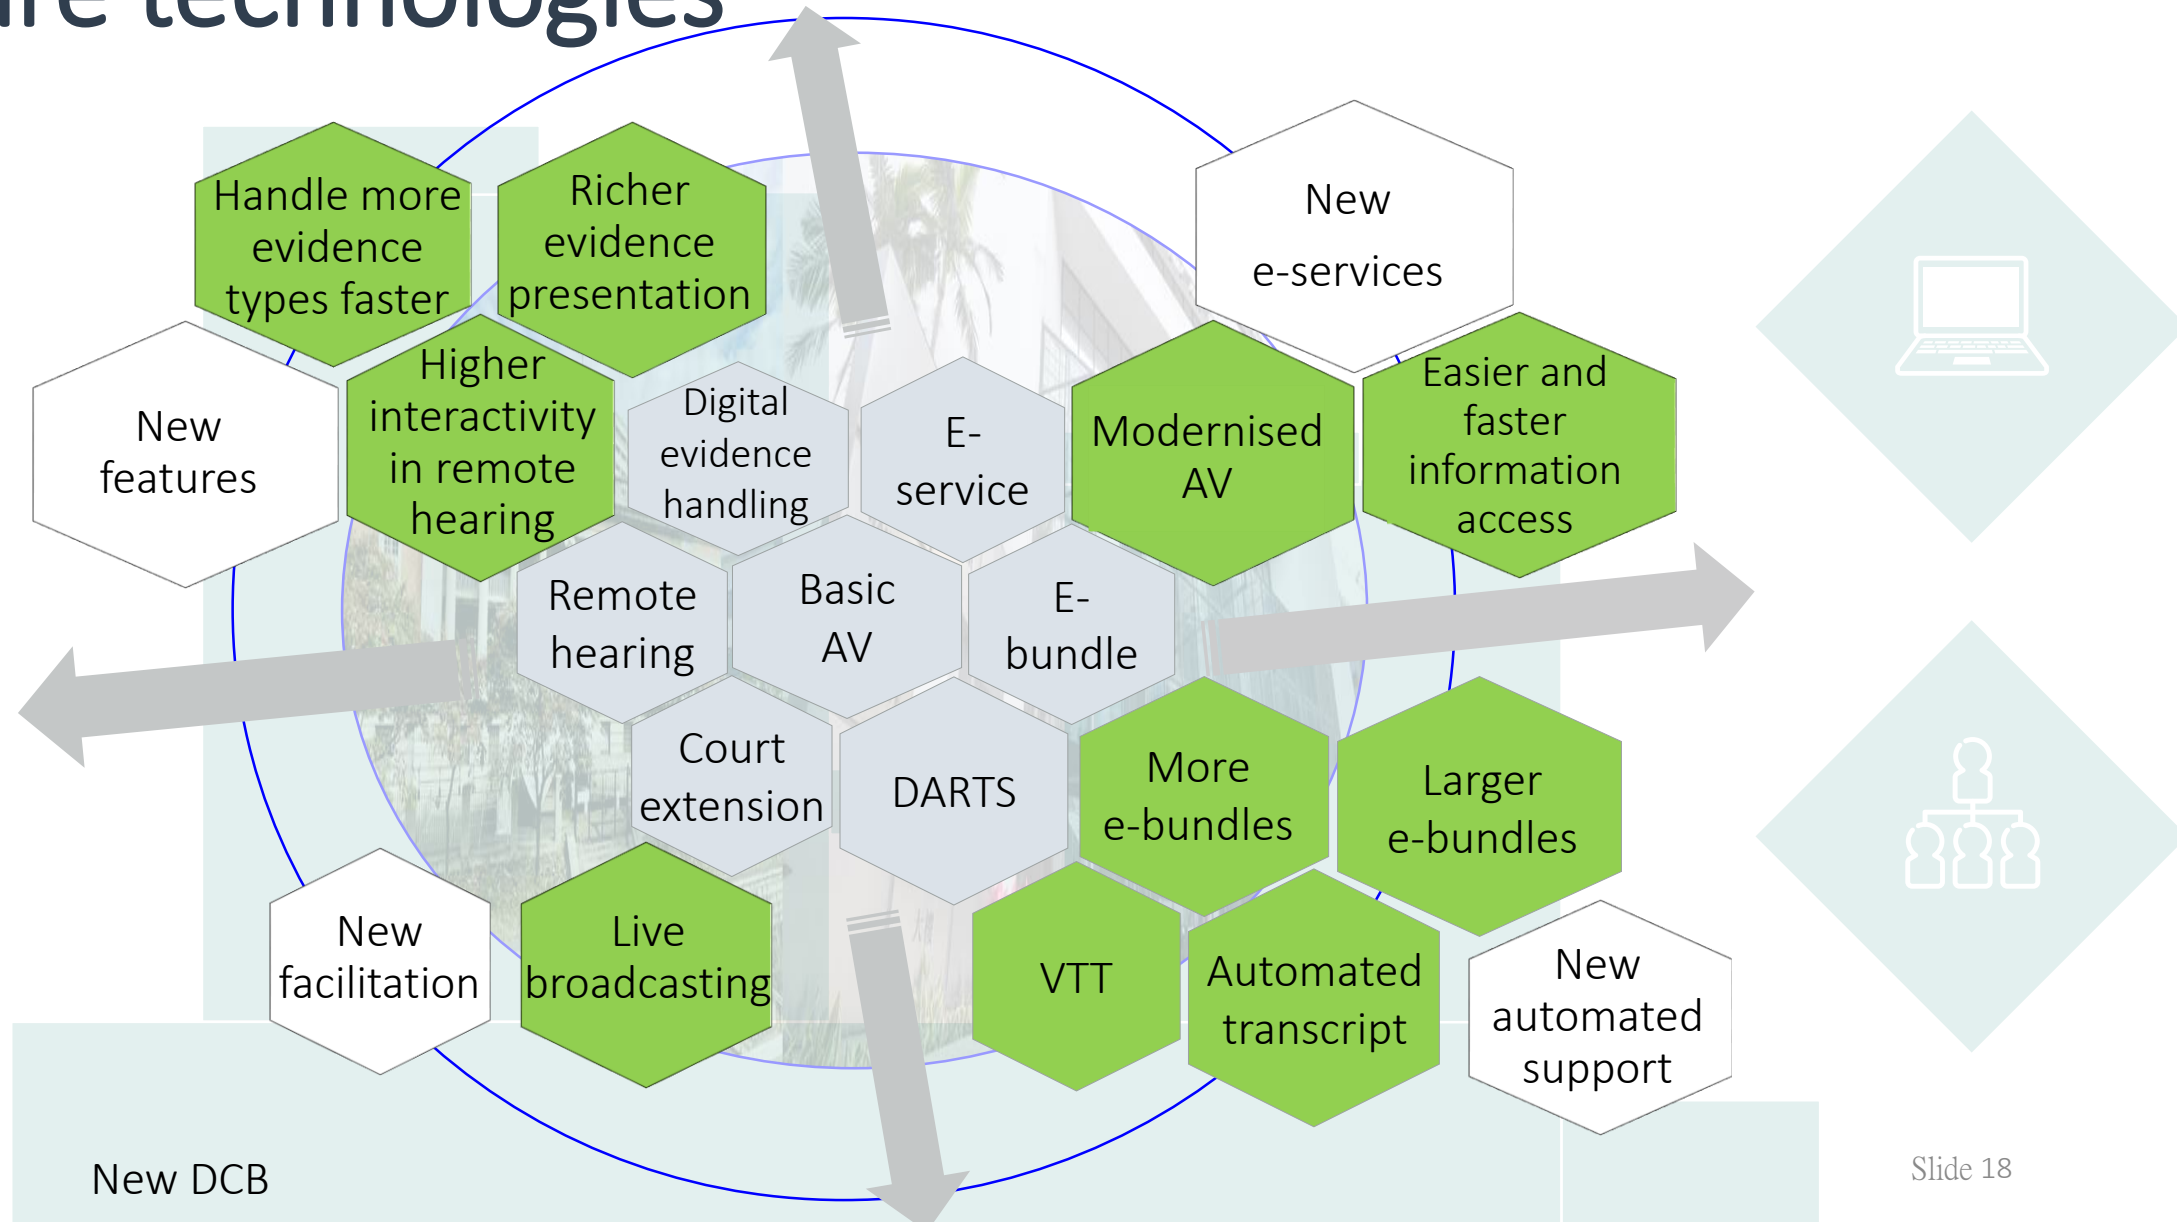 technologies
Handle more
evidence
types faster
Richer
evidence
presentation
New
e-services
New
features
Higher
interactivity
in remote
hearing
Digital
evidence
handling
E-
service
Modernised
AV
Easier and
faster
information
access
Remote
hearing
Basic
AV
E-
bundle
Court
extension
DARTS
More
e-bundles
Larger
e-bundles
New
facilitation
Live
broadcasting
VTT
Automated
transcript
New
automated
support
New DCB
Slide 18